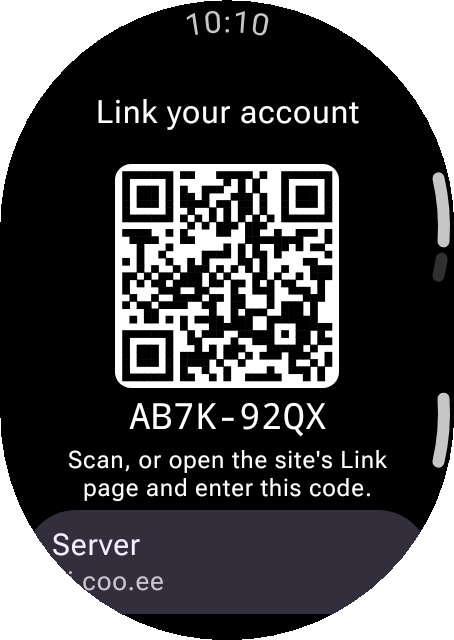 10:10
Link your account
AB7K-92QX
Scan, or open the site's Link
page and enter this code.
Server
coo.ee